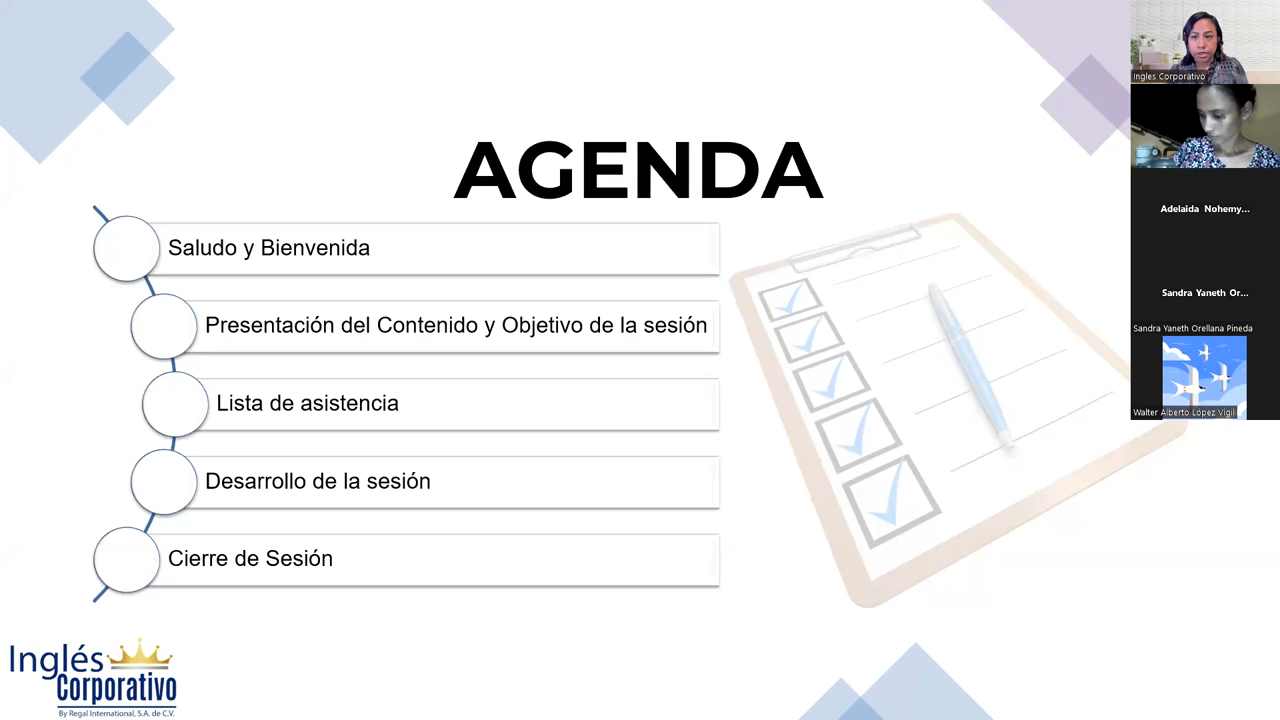 AGENDA
Saludo y Bienvenida
Presentación del Contenido y Objetivo de la sesión
Lista de asistencia
Desarrollo de la sesión
Cierre de Sesión
Inglés
Corporativo
By Regal International, S.A. de C.V.
Ingles Corporativo
Adelaida Nohemy...
Sandra Yaneth Or...
Sandra Yaneth Orellana Pineda
Walter Alberto López Vigil